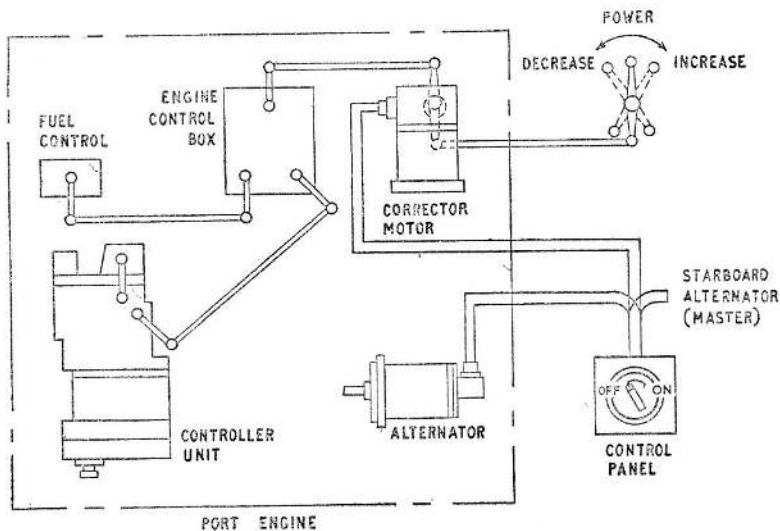 POWER
DECREASE
INCREASE
ENGINE
CONTROL
BOX
FUEL
CONTROL
CORRECTOR
MOTOR
STARBOARD
ALTERNATOR
(MASTER)
OFF
ON
CONTROLLER
UNIT
ALTERNATOR
CONTROL
PANEL
PORT ENGINE